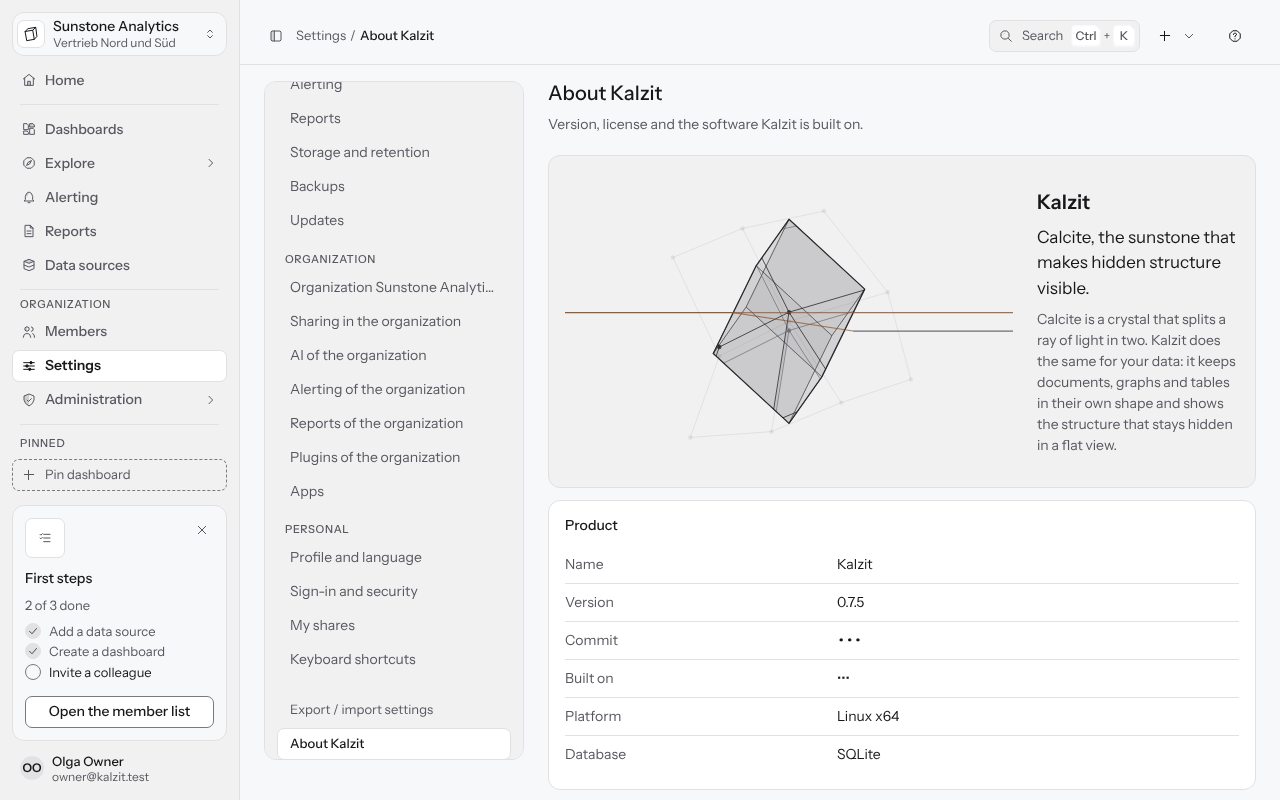 Sunstone Analytics
Vertrieb Nord und Süd
Home
Dashboards
Explore
Alerting
Reports
Data sources
ORGANIZATION
Members
Settings
Administration
PINNED
Pin dashboard
First steps
2 of 3 done
Add a data source
Create a dashboard
Invite a colleague
Open the member list
OO
Olga Owner
owner@kalzit.test
Settings / About Kalzit
Search Ctrl + K
Alerting
Reports
Storage and retention
Backups
Updates
ORGANIZATION
Organization Sunstone Analyti...
Sharing in the organization
AI of the organization
Alerting of the organization
Reports of the organization
Plugins of the organization
Apps
PERSONAL
Profile and language
Sign-in and security
My shares
Keyboard shortcuts
Export / import settings
About Kalzit
About Kalzit
Version, license and the software Kalzit is built on.
Kalzit
Calcite, the sunstone that
makes hidden structure
visible.
Calcite is a crystal that splits a
ray of light in two. Kalzit does
the same for your data: it keeps
documents, graphs and tables
in their own shape and shows
the structure that stays hidden
in a flat view.
Product
Name Kalzit
Version 0.7.5
Commit •••
Built on ···
Platform Linux x64
Database SQLite